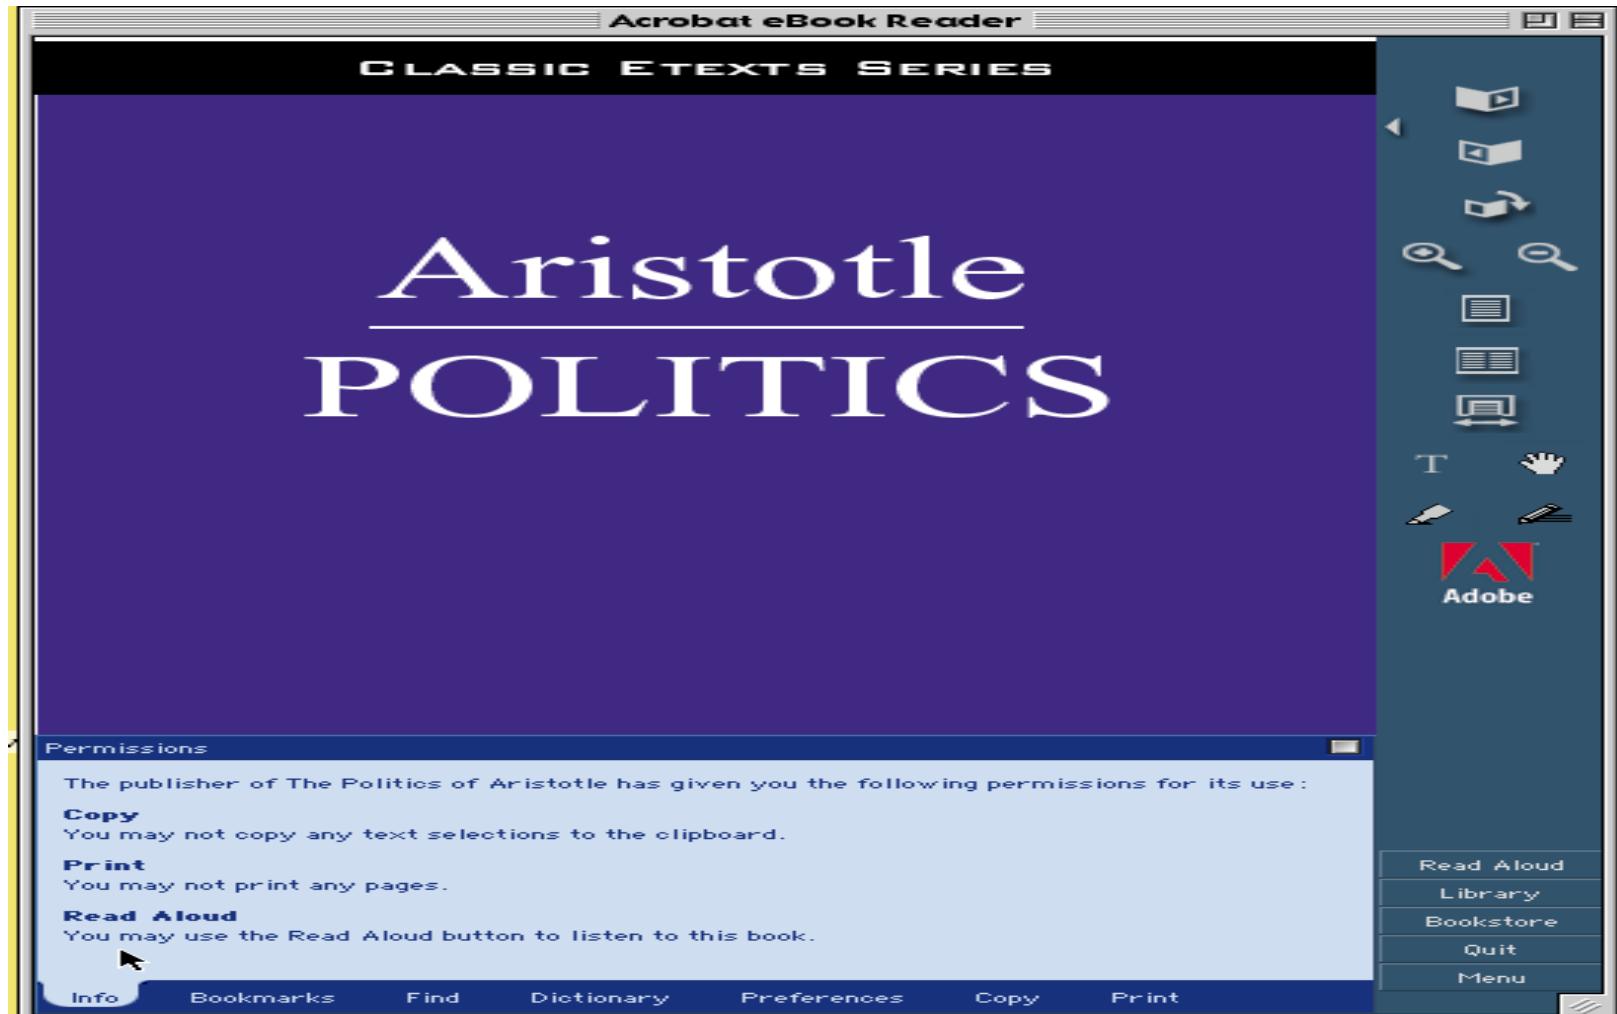 Acrobat eBook Reader
CLASSIC ETEXTS SERIES
Aristotle
POLITICS
T
Adobe
Permissions
The publisher of The Politics of Aristotle has given you the following permissions for its use:
Copy
You may not copy any text selections to the clipboard.
Print
You may not print any pages.
Read Aloud
You may use the Read Aloud button to listen to this book.
Read Aloud
Library
Bookstore
Quit
Menu
Info Bookmarks Find Dictionary Preferences Copy Print